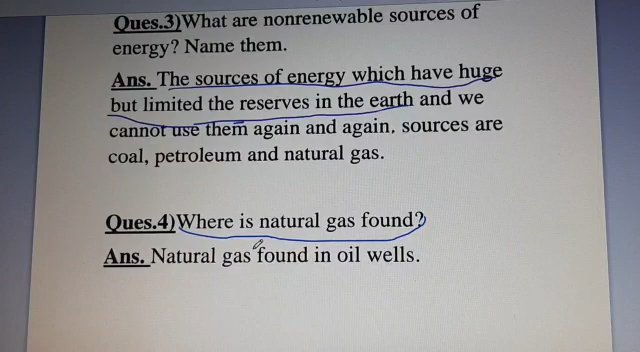 Ques.3)What are nonrenewable sources of
energy? Name them.
Ans. The sources of energy which have huge
but limited the reserves in the earth and we
cannot use them again and again, sources are
coal, petroleum and natural gas.
Ques.4)Where is natural gas found?
Ans. Natural gas found in oil wells.